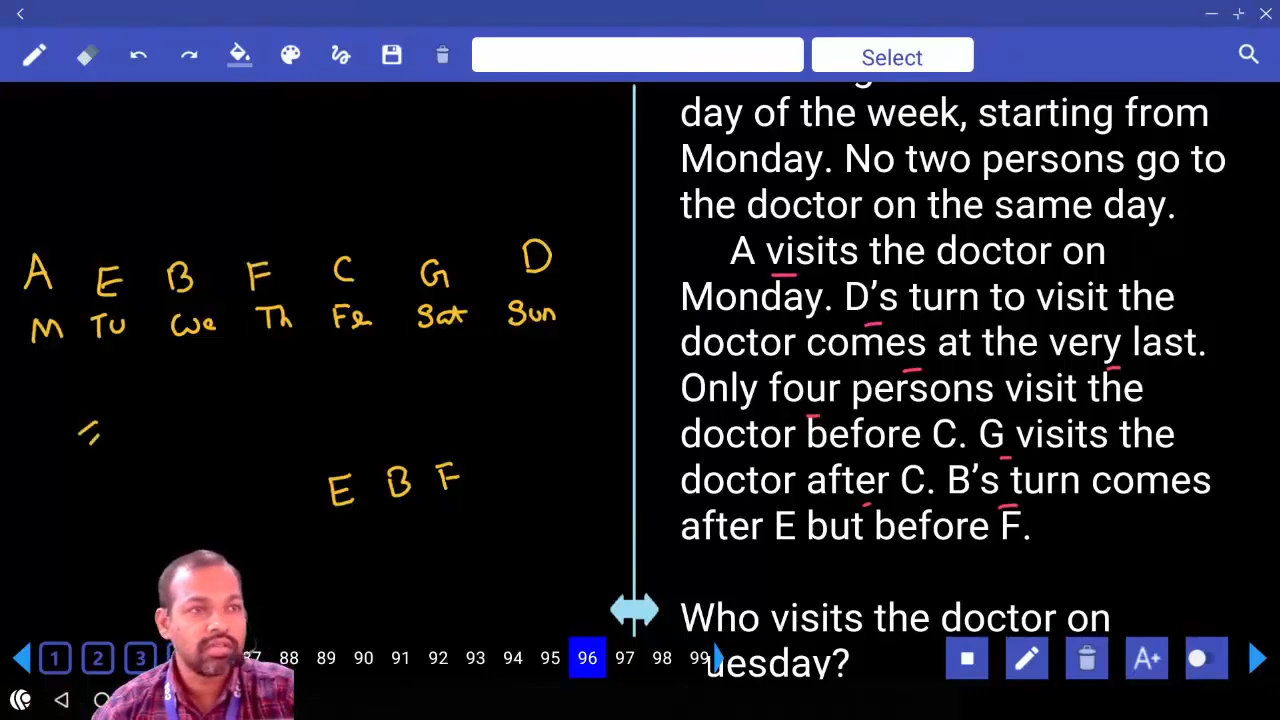 Select
day of the week, starting from
Monday. No two persons go to
the doctor on the same day.
A visits the doctor on
Monday. D's turn to visit the
doctor comes at the very last.
Only four persons visit the
doctor before C. G visits the
doctor after C. B's turn comes
after E but before F.
Who visits the doctor on
uesday?
A E B F C G D
M TU We Th Fr Sat Sun
E B F
1 2 3 87 88 89 90 91 92 93 94 95 96 97 98 99
A+